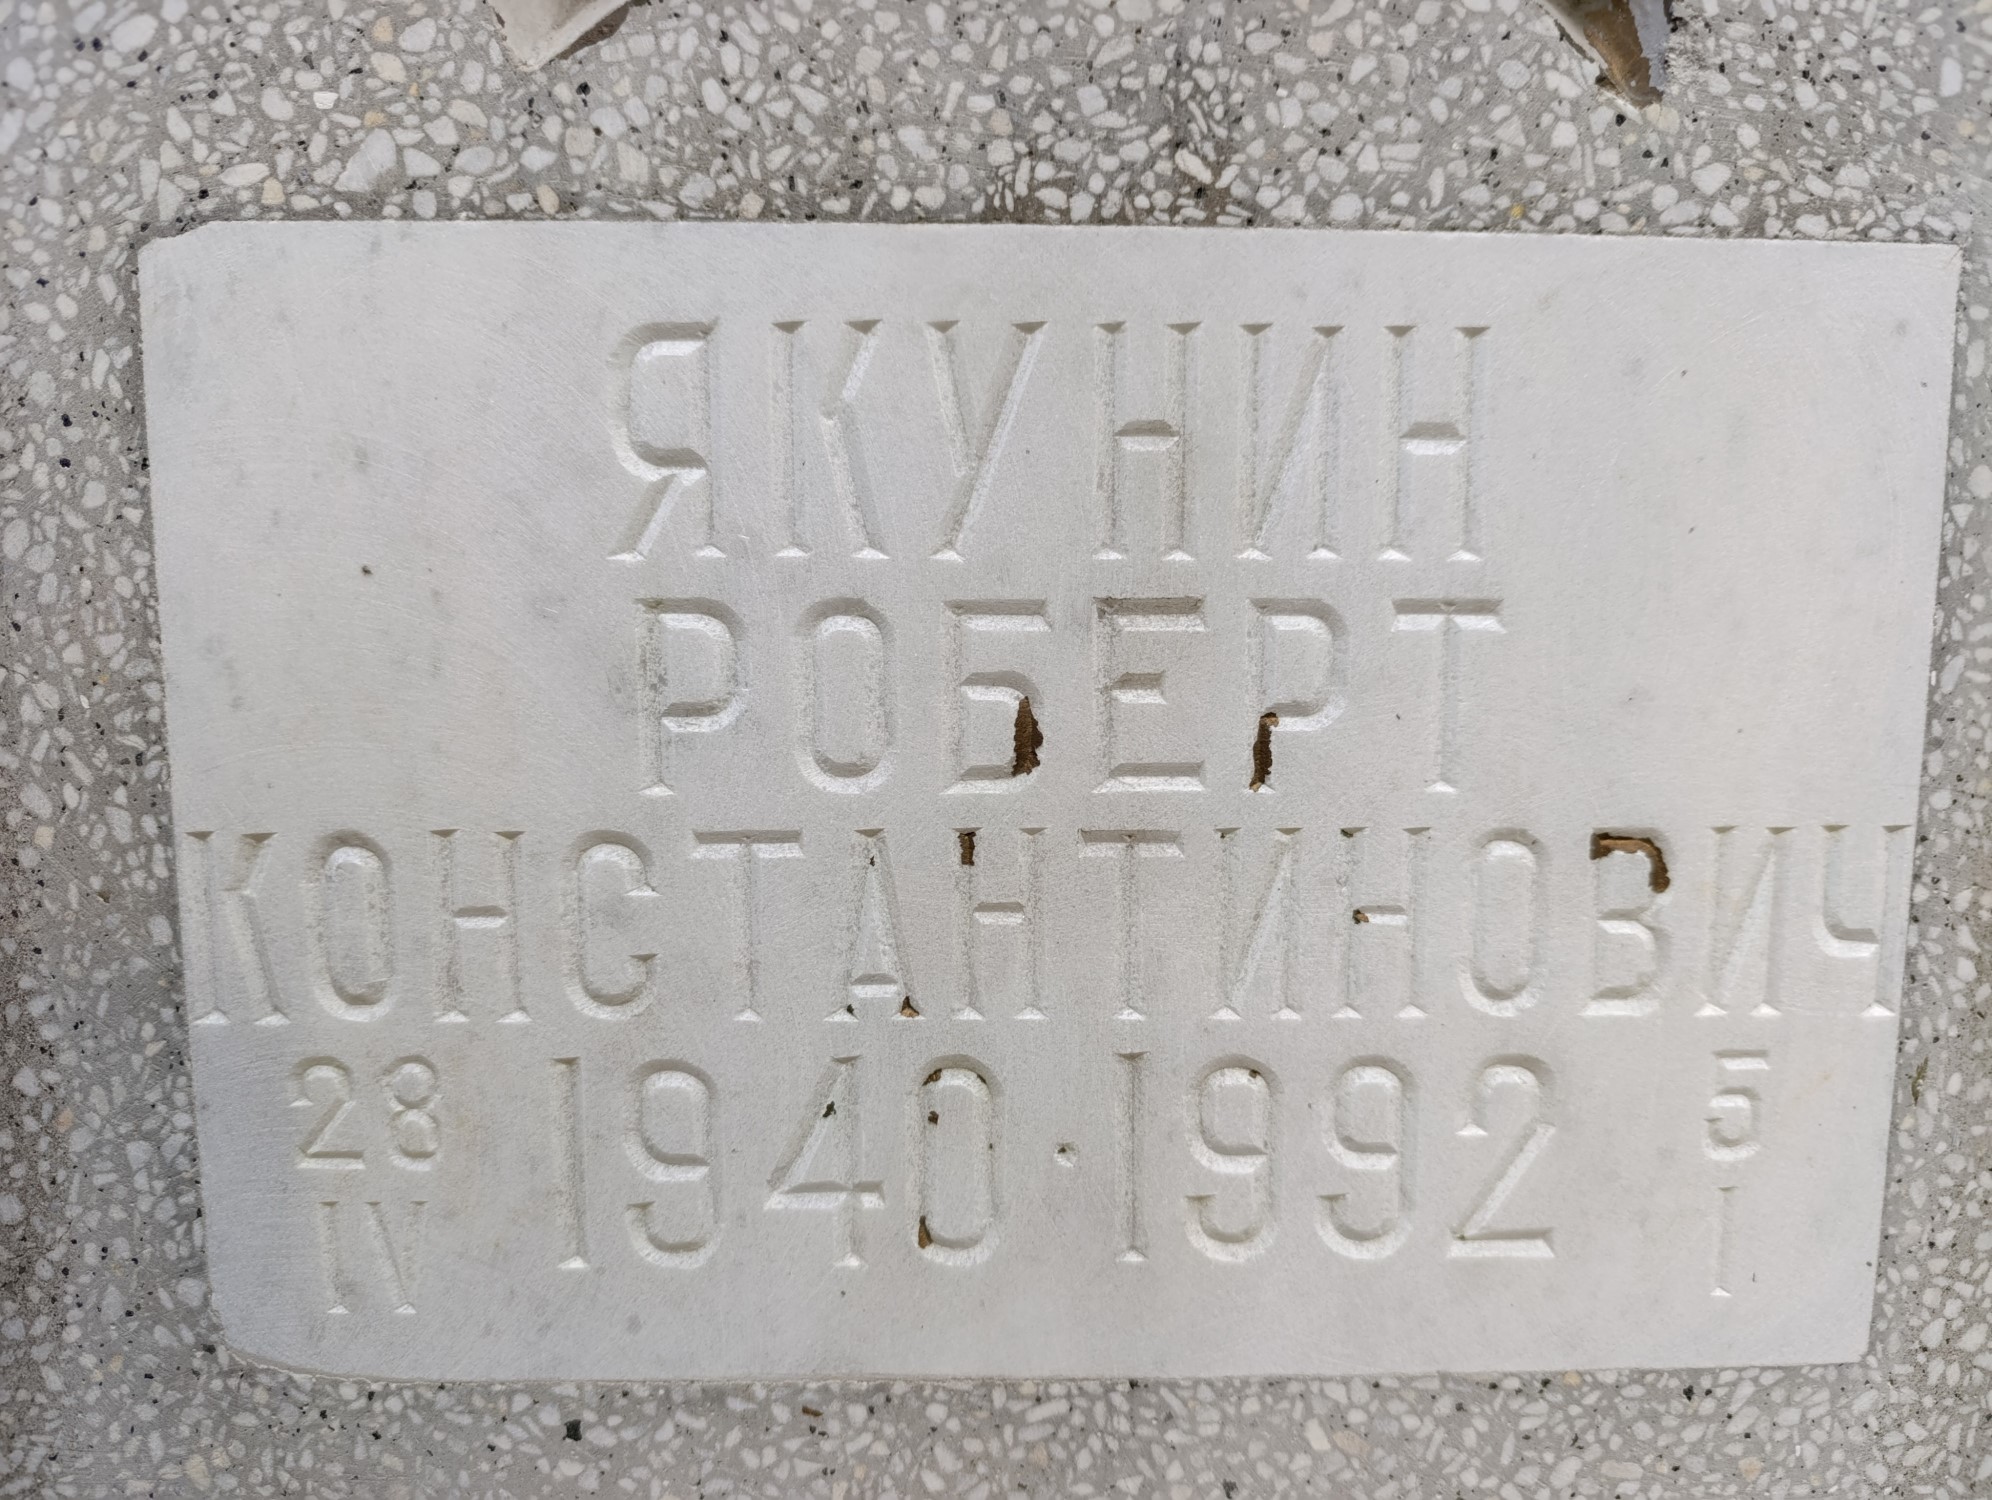 ЯКУНИН
РОБЕРТ
КОНСТАНТИНОВИЧ
28 IV 1940 · 1992 5 I